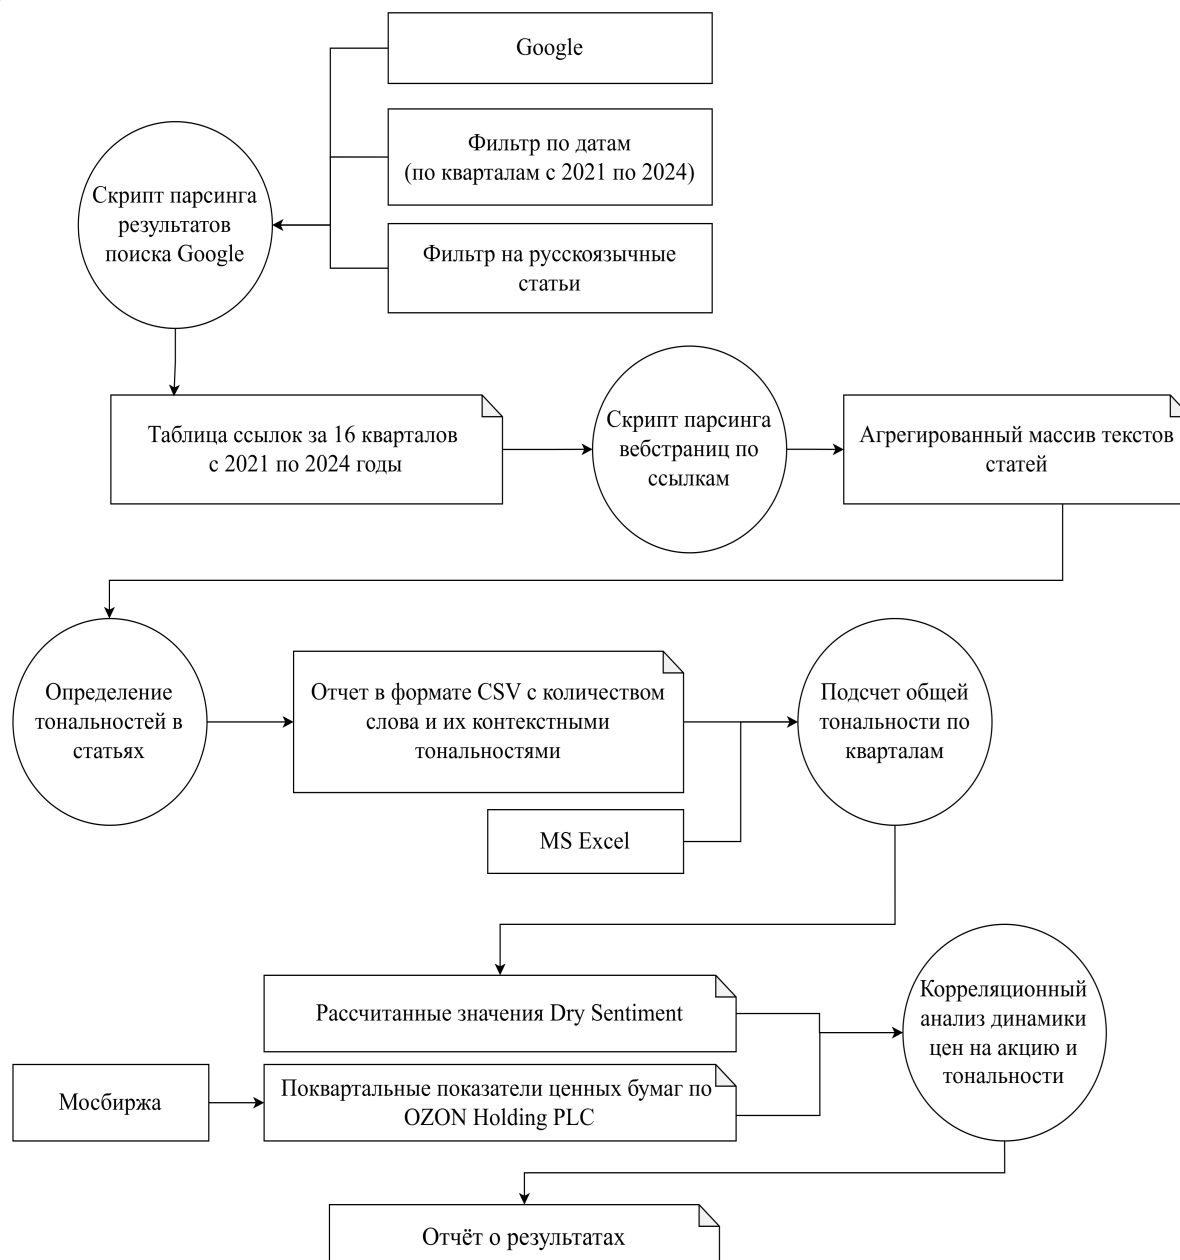 Google
Фильтр по датам
(по кварталам с 2021 по 2024)
Скрипт парсинга
результатов
поиска Google
Фильтр на русскоязычные
статьи
Таблица ссылок за 16 кварталов
с 2021 по 2024 годы
Скрипт парсинга
вебстраниц по
ссылкам
Агрегированный массив текстов
статей
Определение
тональностей в
статьях
Отчет в формате CSV с количеством
слова и их контекстными
тональностями
Подсчет общей
тональности по
кварталам
MS Excel
Рассчитанные значения Dry Sentiment
Корреляционный
анализ динамики
цен на акцию и
тональности
Мосбиржа
Поквартальные показатели ценных бумаг по
OZON Holding PLC
Отчёт о результатах